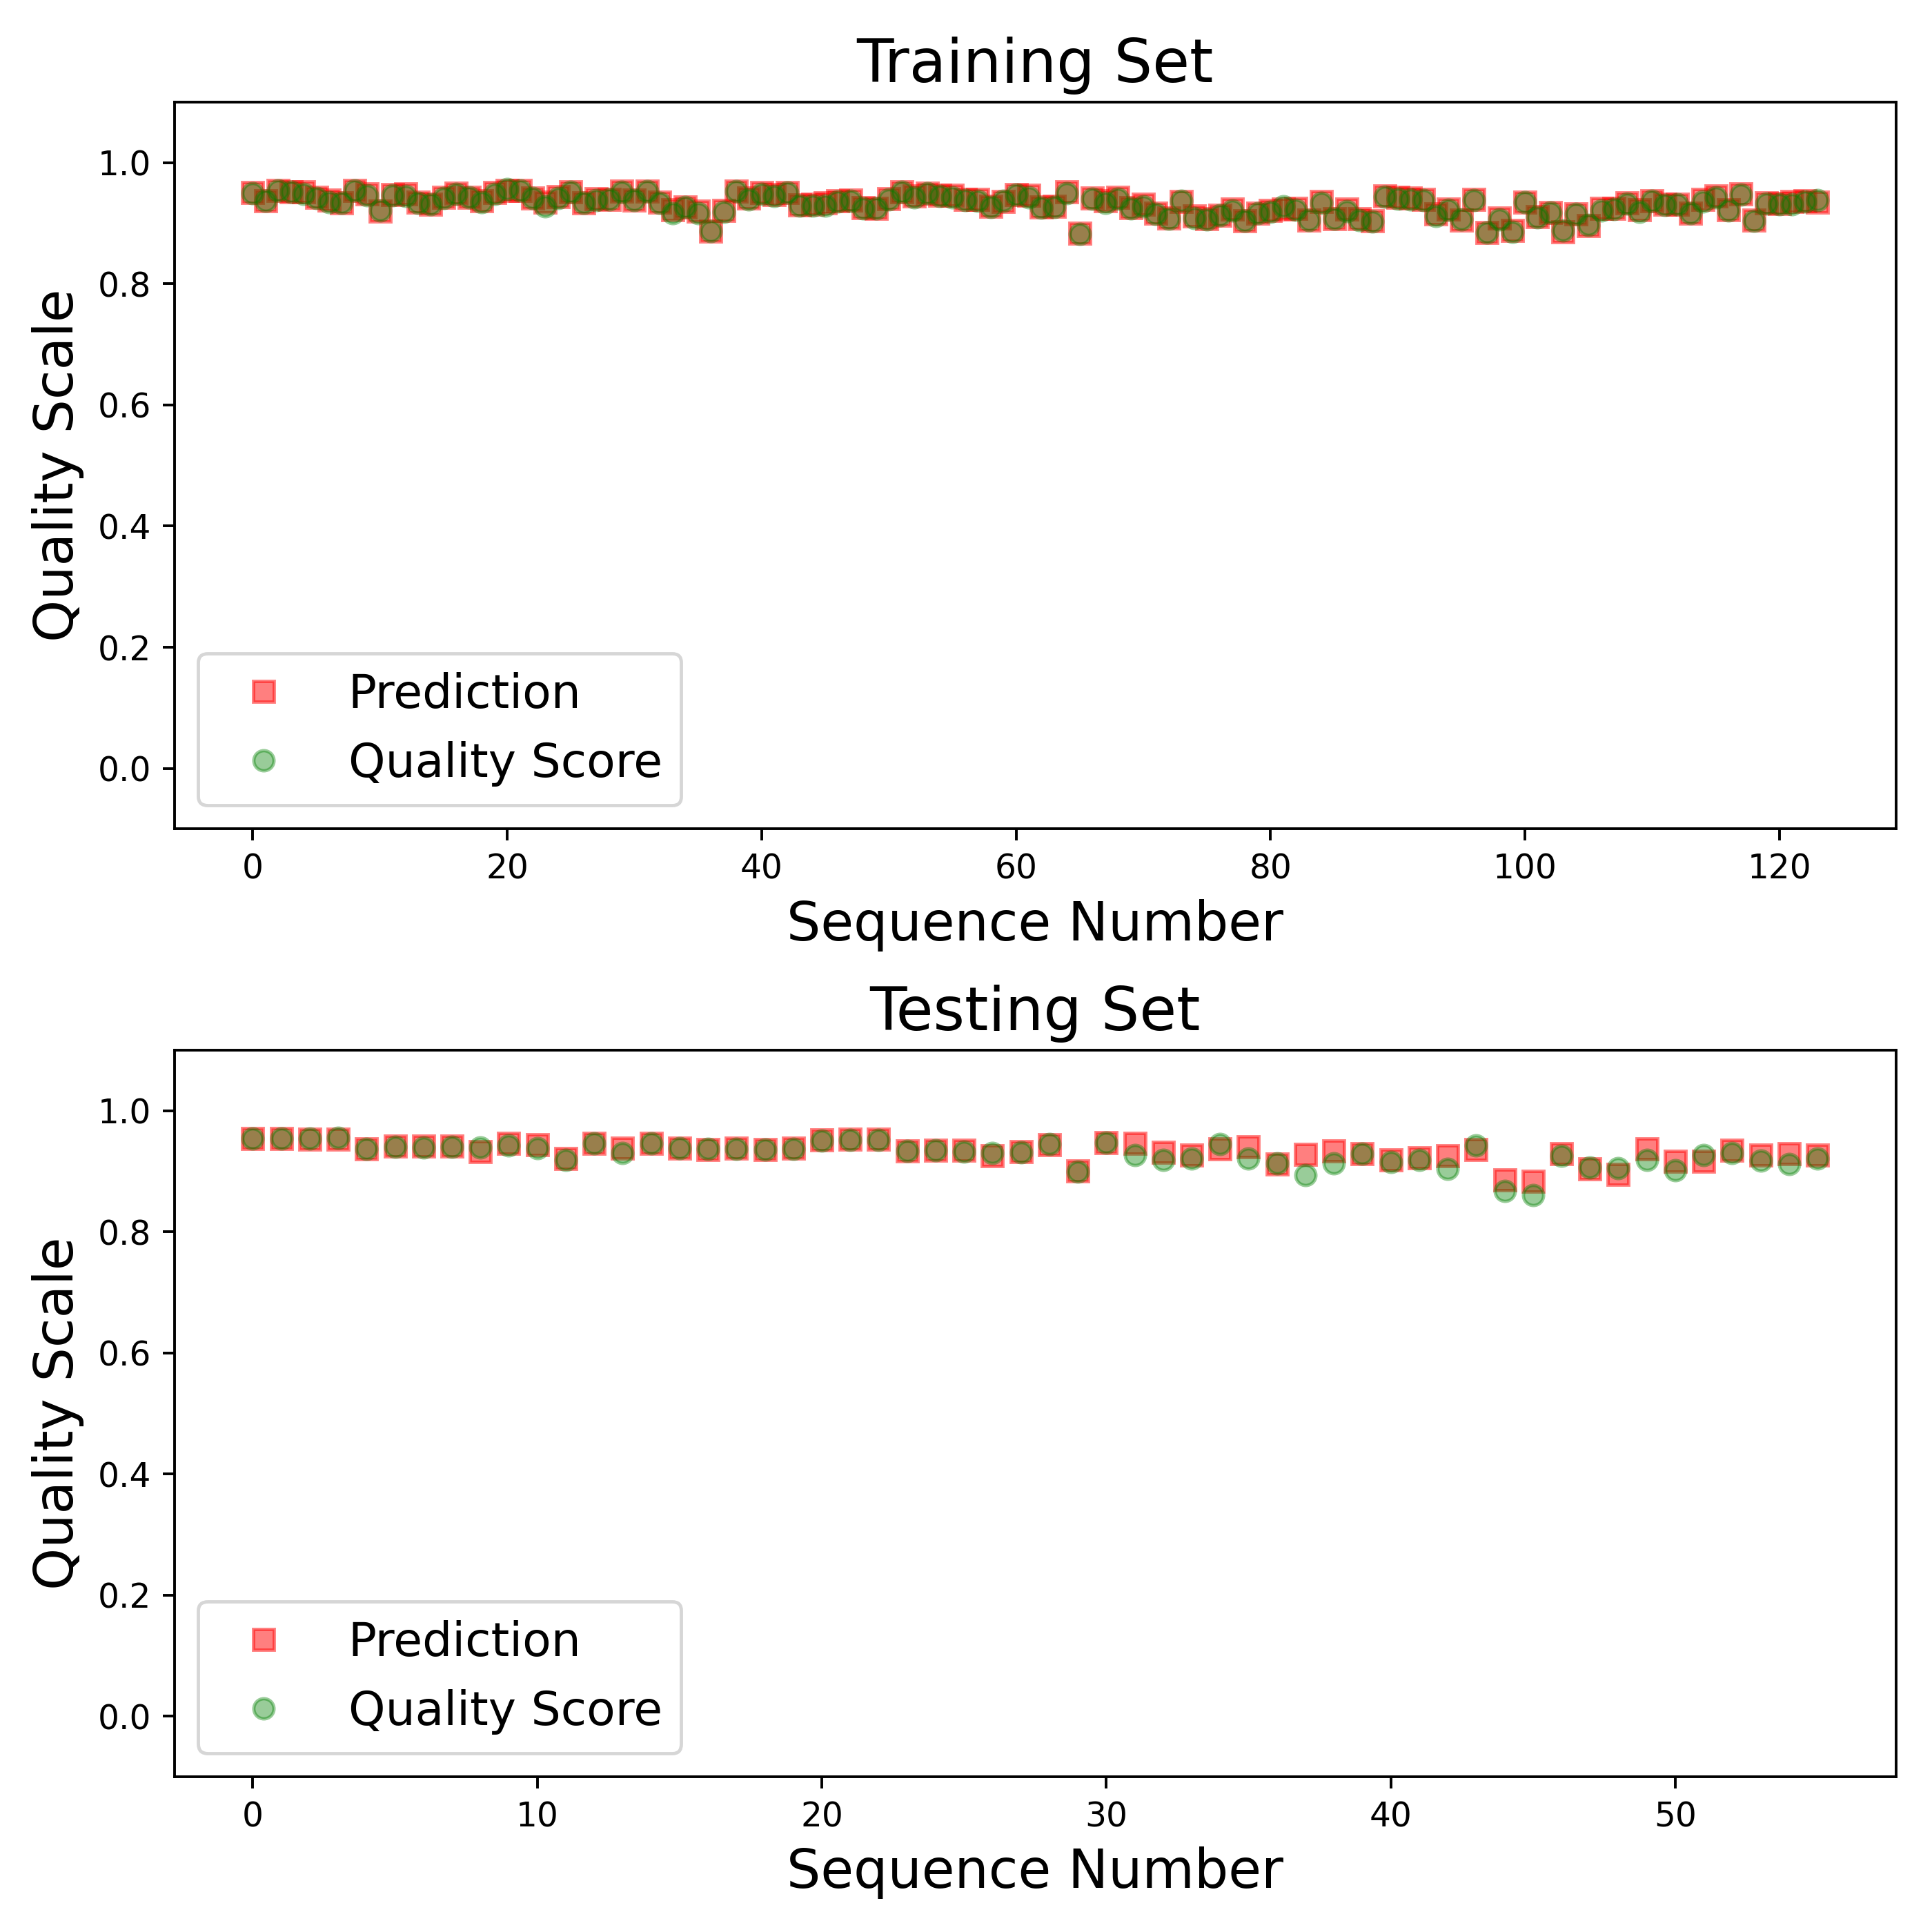 Training Set
Quality Scale
1.0
0.8
0.6
0.4
0.2
0.0
Prediction
Quality Score
0 20 40 60 80 100 120
Sequence Number
Testing Set
Quality Scale
1.0
0.8
0.6
0.4
0.2
0.0
Prediction
Quality Score
0 10 20 30 40 50
Sequence Number